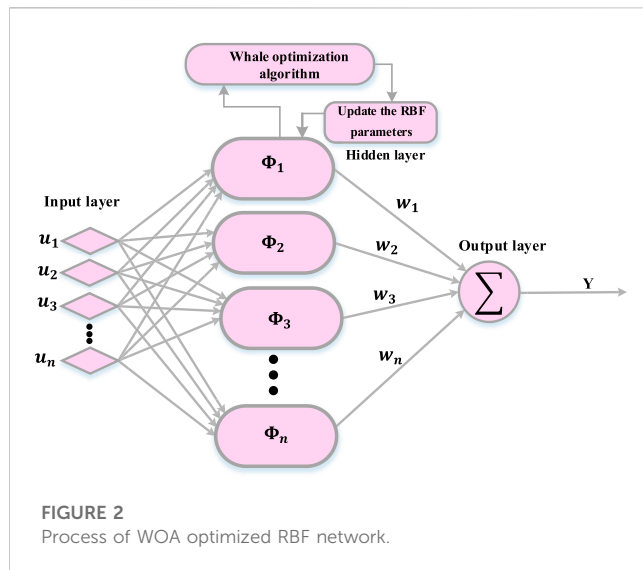 Whale optimization
algorithm
Update the RBF
parameters
Hidden layer
Input layer
Output layer
u₁
u₂
u₃
uₙ
Φ₁
Φ₂
Φ₃
Φₙ
w₁
w₂
w₃
wₙ
∑
Y
FIGURE 2
Process of WOA optimized RBF network.